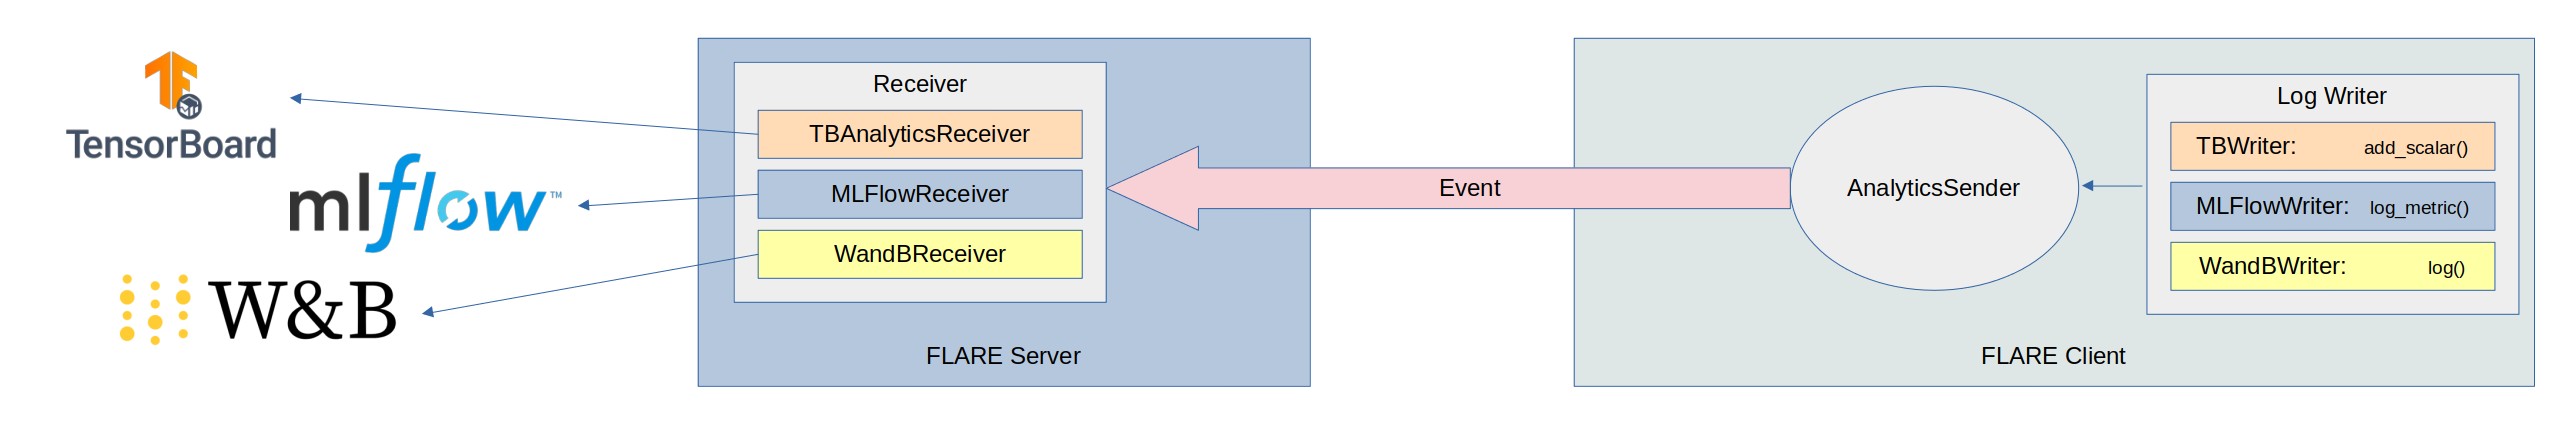 TensorBoard
mlflow™
W&B
Receiver
TBAnalyticsReceiver
MLFlowReceiver
WandBReceiver
FLARE Server
Event
AnalyticsSender
Log Writer
TBWriter: add_scalar()
MLFlowWriter: log_metric()
WandBWriter: log()
FLARE Client